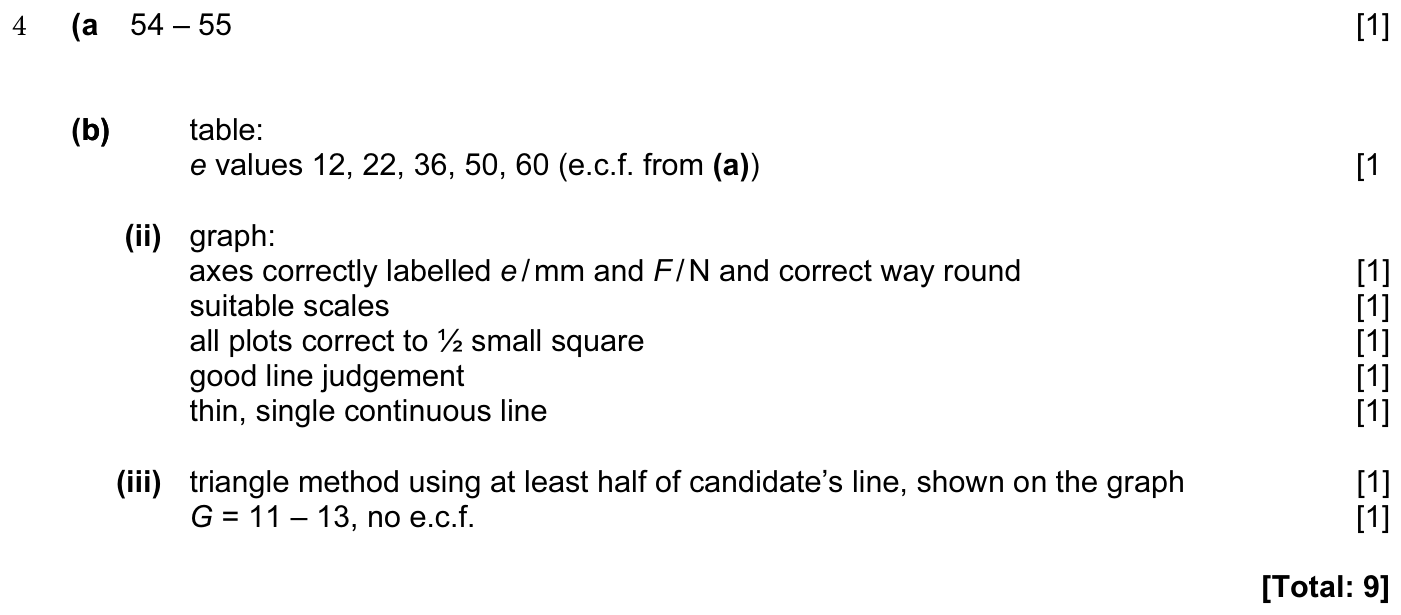 4 (a 54 – 55 [1]
(b) table:
e values 12, 22, 36, 50, 60 (e.c.f. from (a)) [1
(ii) graph:
axes correctly labelled e / mm and F / N and correct way round [1]
suitable scales [1]
all plots correct to ½ small square [1]
good line judgement [1]
thin, single continuous line [1]
(iii) triangle method using at least half of candidate’s line, shown on the graph [1]
G = 11 – 13, no e.c.f. [1]
[Total: 9]